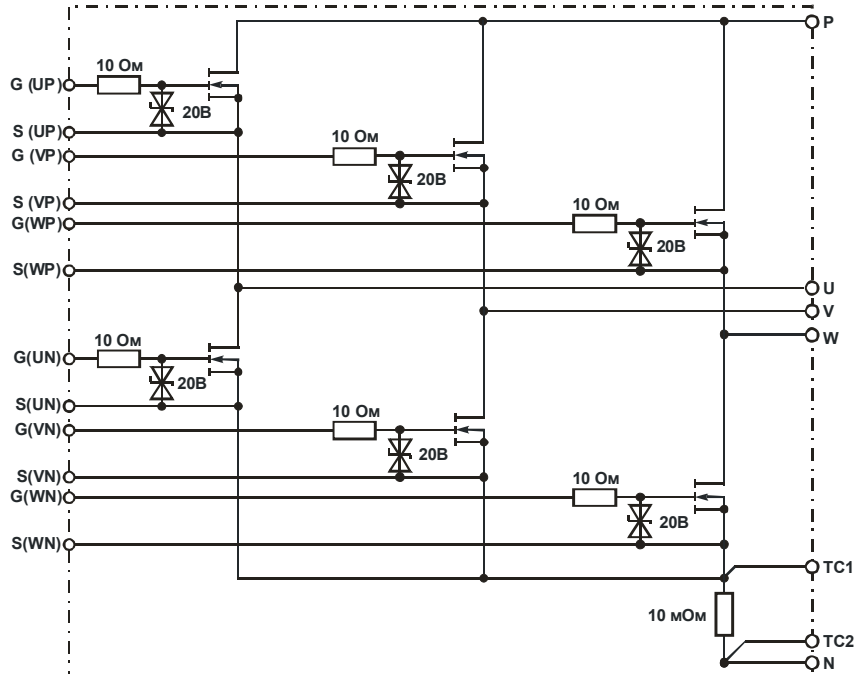 P
10 Ом
G (UP)
20В
S (UP)
10 Ом
G (VP)
20В
S (VP)
10 Ом
G(WP)
20В
S(WP)
U
V
W
10 Ом
G(UN)
20В
S(UN)
10 Ом
G(VN)
20В
S(VN)
10 Ом
G(WN)
20В
S(WN)
TC1
10 мОм
TC2
N